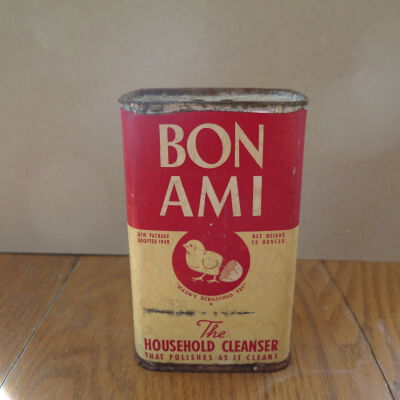 BON
AMI
NEW PACKAGE
ADOPTED 1949
NET WEIGHT
12 OUNCES
"HASN'T SCRATCHED YET"
The
HOUSEHOLD CLEANSER
THAT POLISHES AS IT CLEANS